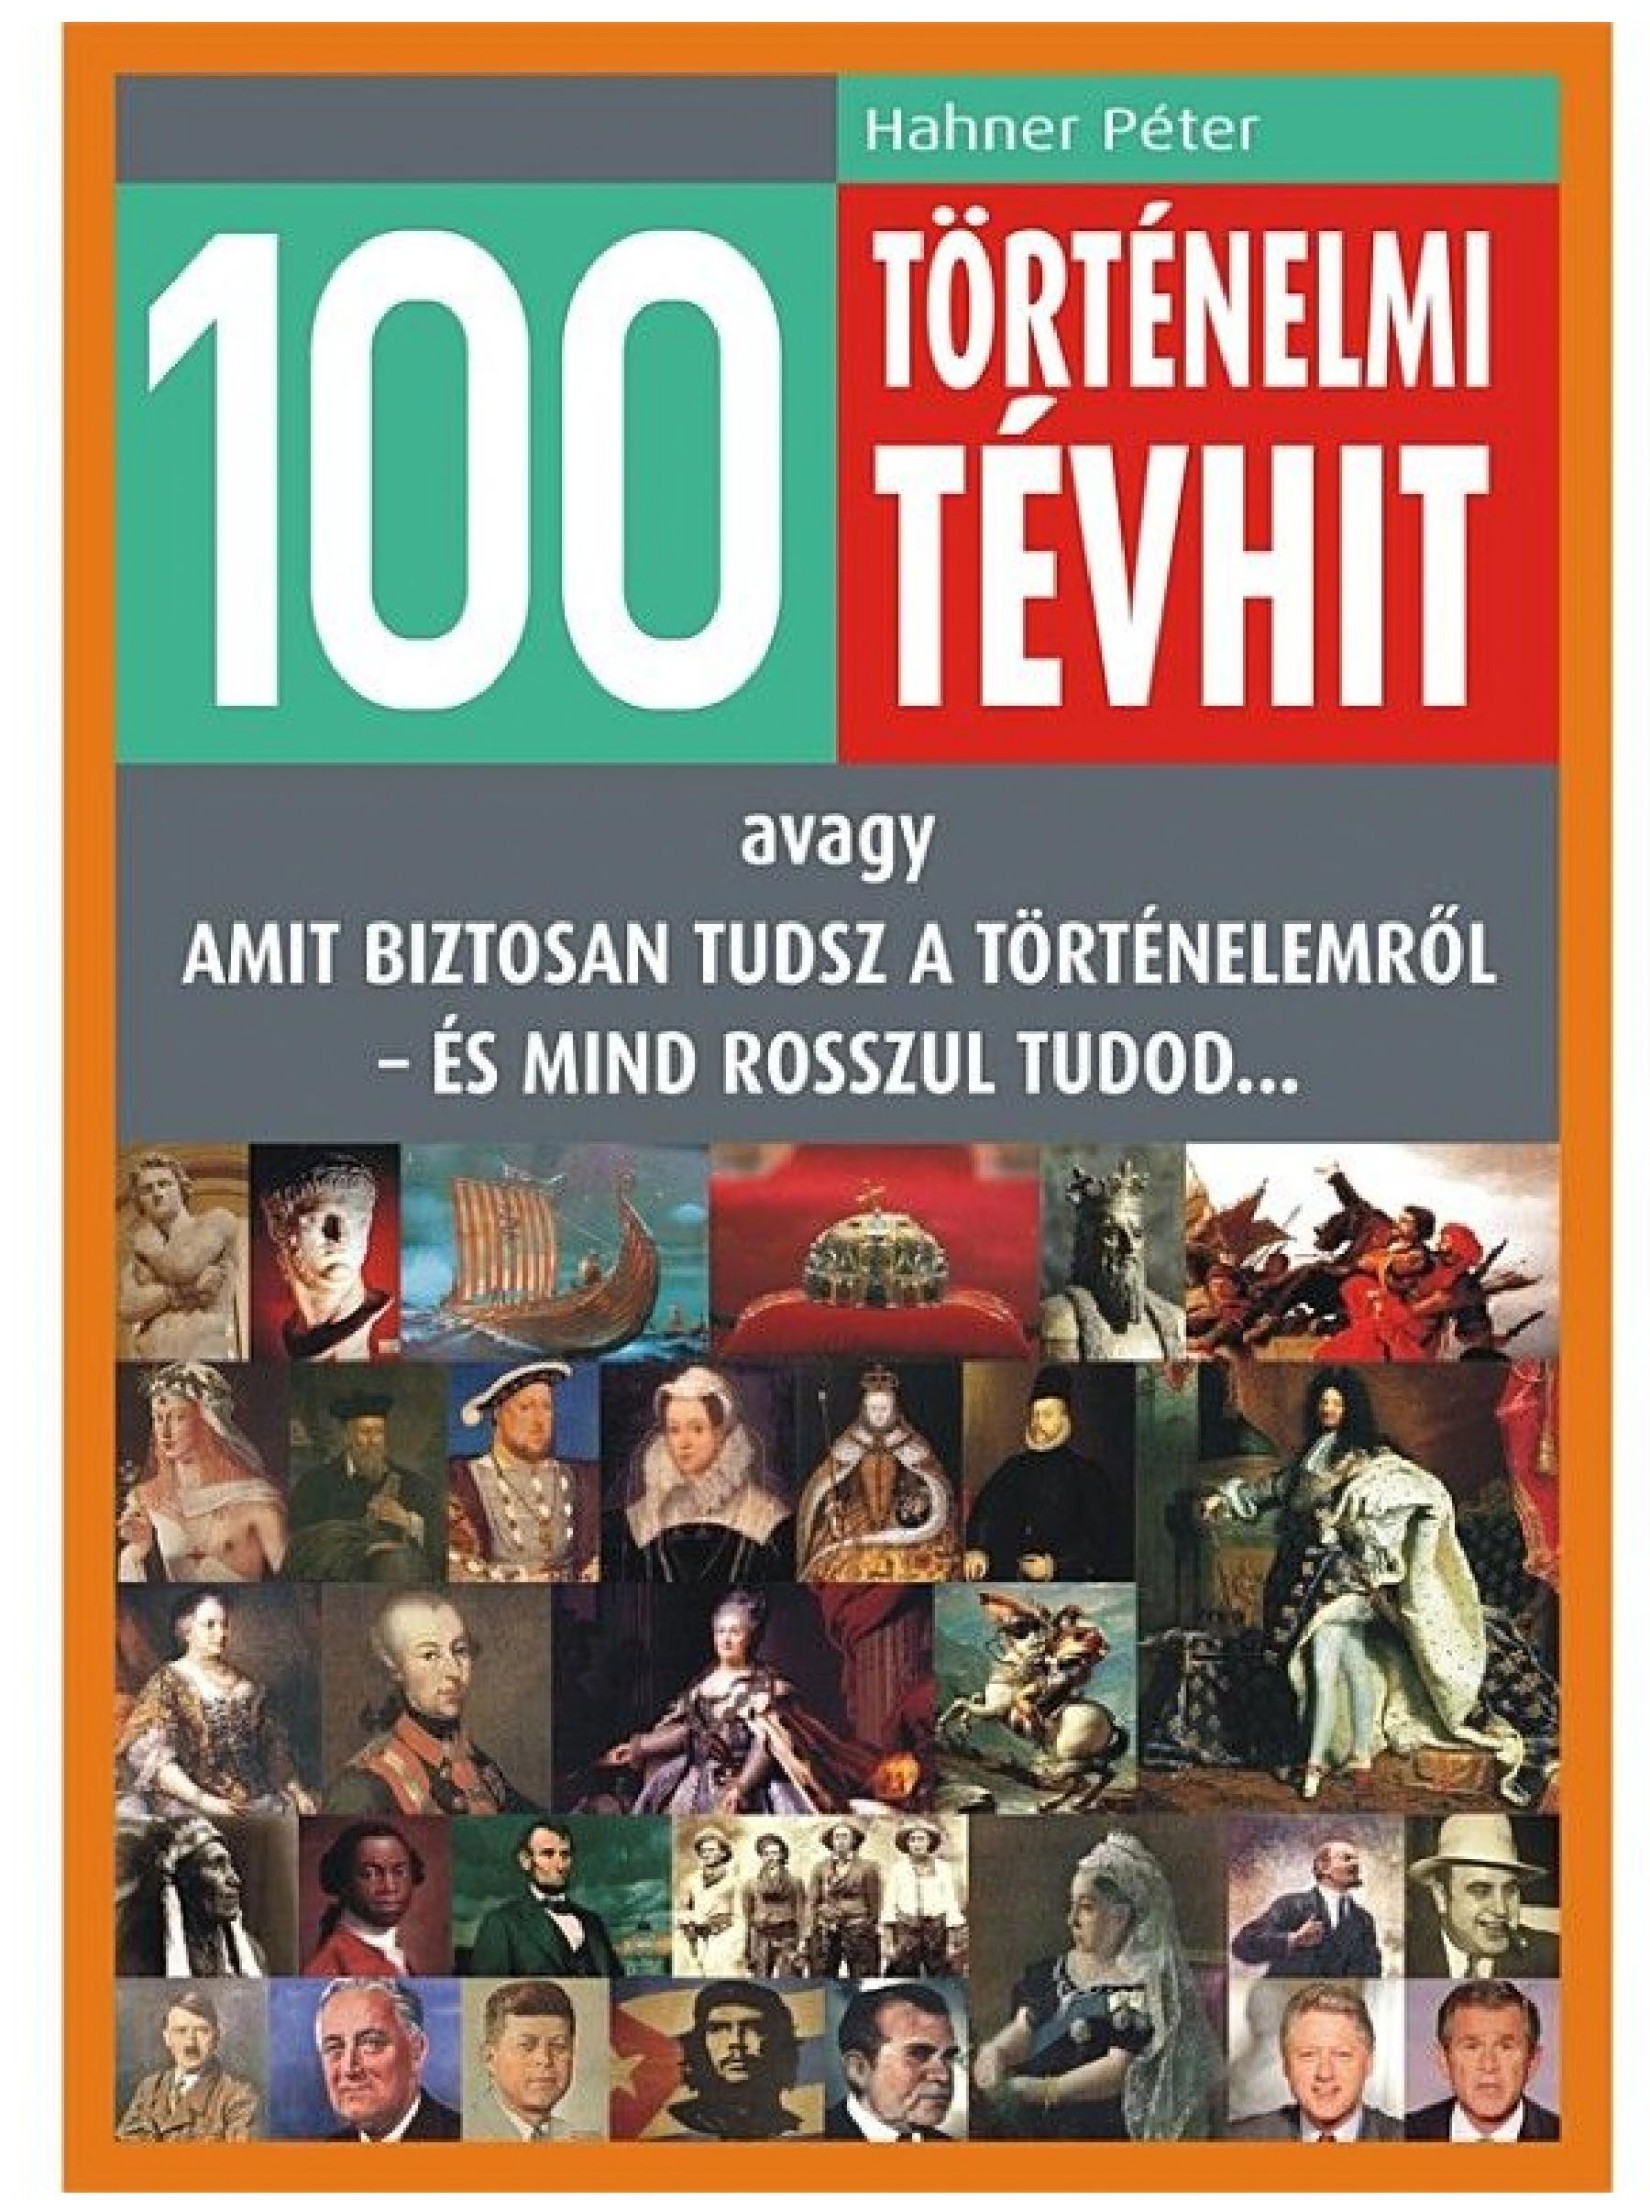 Hahner Péter
100
TÖRTÉNELMI
TÉVHIT
avagy
AMIT BIZTOSAN TUDSZ A TÖRTÉNELEMRŐL
– ÉS MIND ROSSZUL TUDOD...